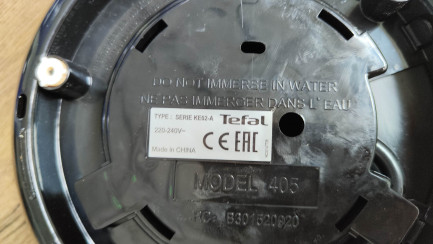 DO NOT IMMERSE IN WATER
NE PAS IMMERGER DANS L'EAU
TYPE : SERIE KE02-A Tefal
220-240V~
CE EAC
Made in CHINA
MODEL 405